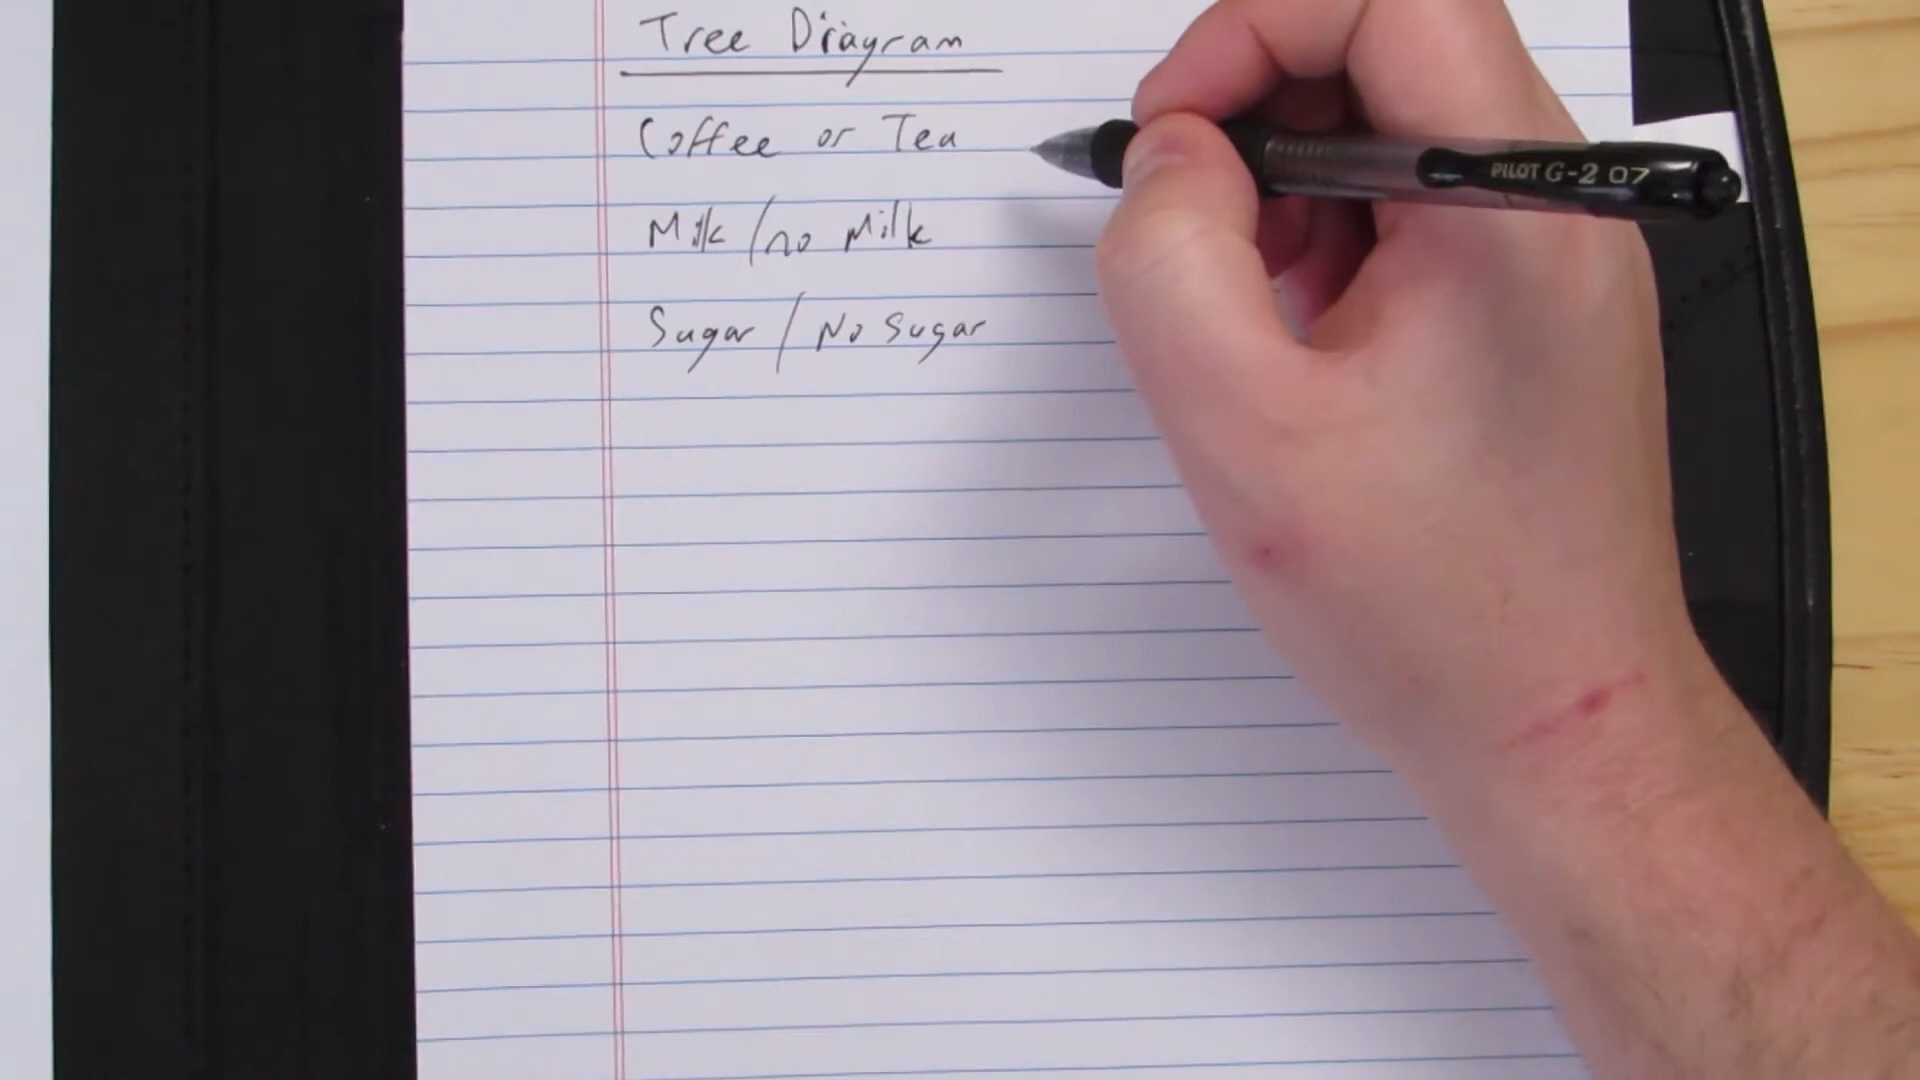 Tree Diagram
Coffee or Tea
PILOT G-2 07
Milk / no Milk
Sugar / No Sugar